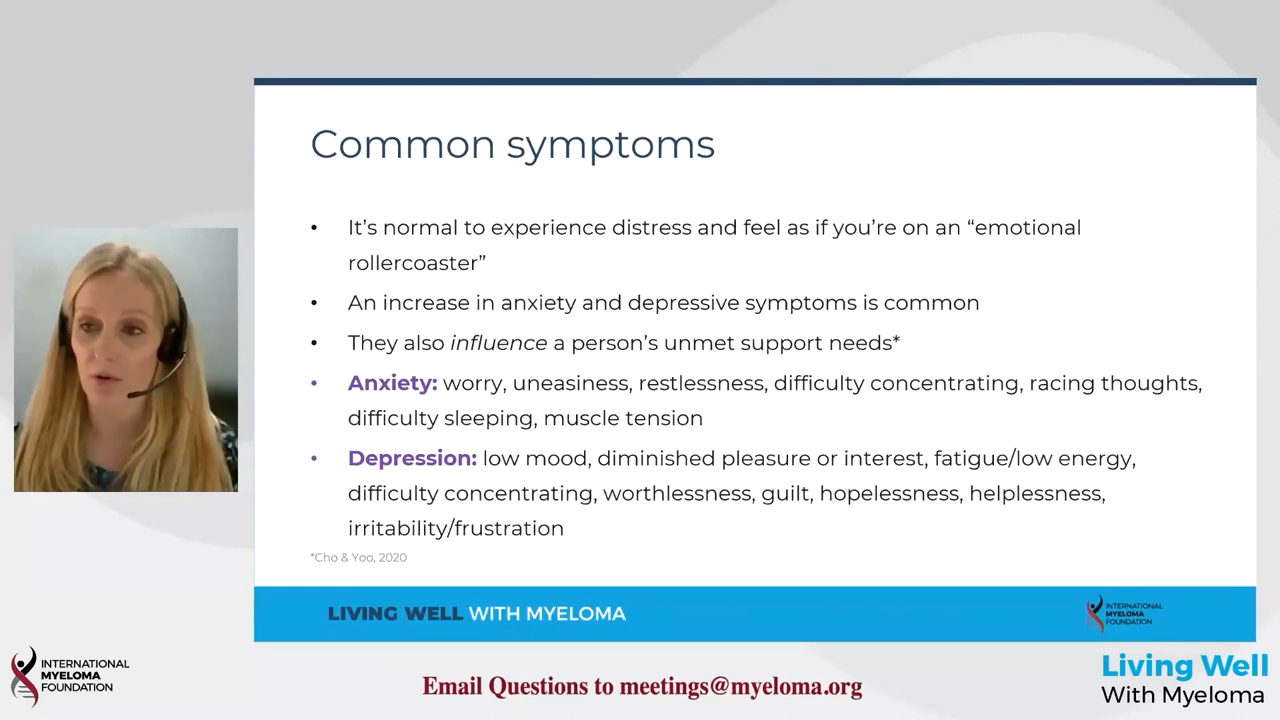 Common symptoms
• It’s normal to experience distress and feel as if you’re on an “emotional
rollercoaster”
• An increase in anxiety and depressive symptoms is common
• They also influence a person’s unmet support needs*
• Anxiety: worry, uneasiness, restlessness, difficulty concentrating, racing thoughts,
difficulty sleeping, muscle tension
• Depression: low mood, diminished pleasure or interest, fatigue/low energy,
difficulty concentrating, worthlessness, guilt, hopelessness, helplessness,
irritability/frustration
*Cho & Yoo, 2020
LIVING WELL WITH MYELOMA
INTERNATIONAL
MYELOMA
FOUNDATION
INTERNATIONAL
MYELOMA
FOUNDATION
Email Questions to meetings@myeloma.org
Living Well
With Myeloma